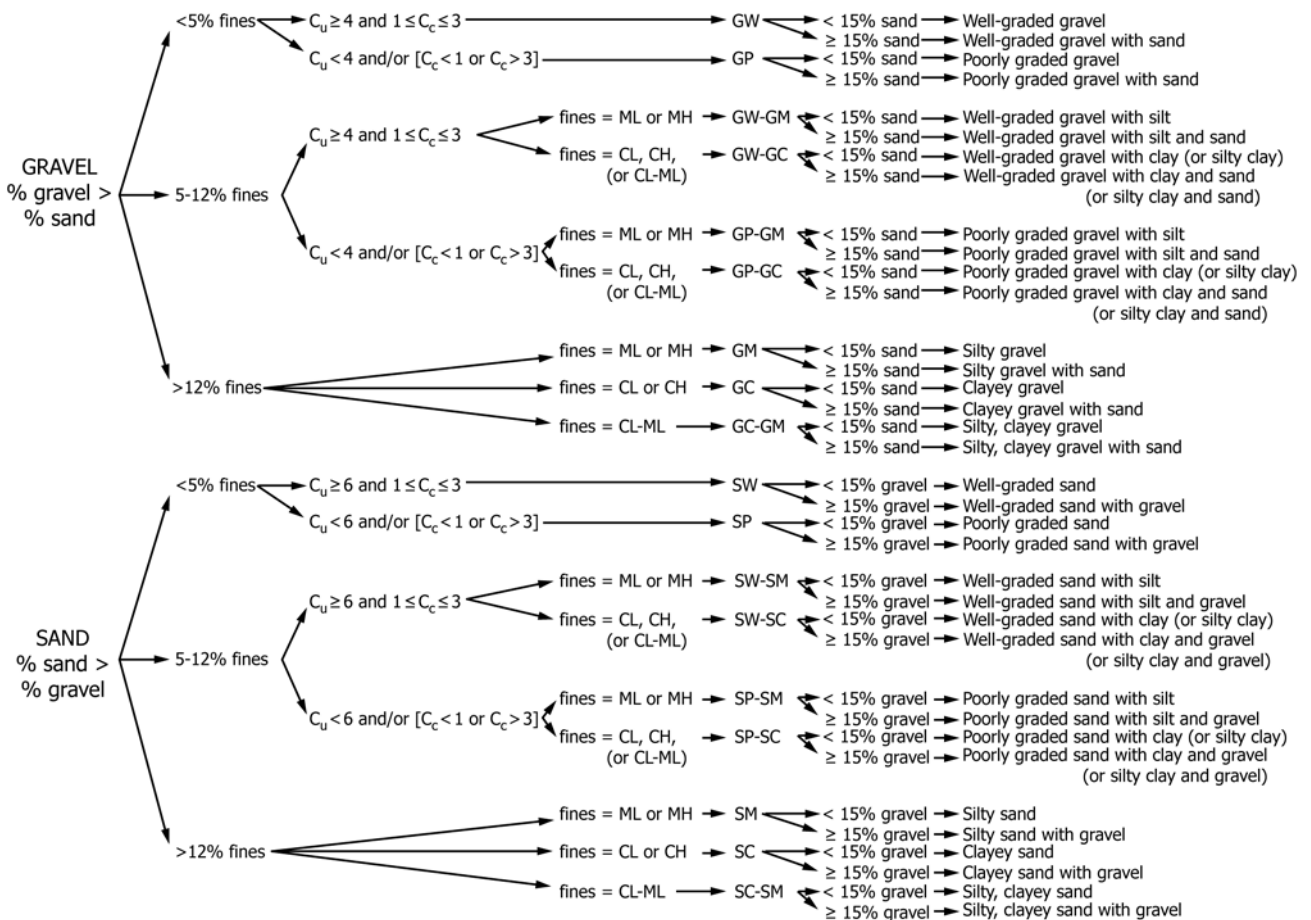 <5% fines C_u ≥ 4 and 1 ≤ C_c ≤ 3 GW < 15% sand Well-graded gravel
≥ 15% sand Well-graded gravel with sand
C_u < 4 and/or [C_c < 1 or C_c > 3] GP < 15% sand Poorly graded gravel
≥ 15% sand Poorly graded gravel with sand
fines = ML or MH GW-GM < 15% sand Well-graded gravel with silt
≥ 15% sand Well-graded gravel with silt and sand
C_u ≥ 4 and 1 ≤ C_c ≤ 3
fines = CL, CH, GW-GC < 15% sand Well-graded gravel with clay (or silty clay)
(or CL-ML) ≥ 15% sand Well-graded gravel with clay and sand
(or silty clay and sand)
GRAVEL
% gravel > 5-12% fines
% sand
fines = ML or MH GP-GM < 15% sand Poorly graded gravel with silt
C_u < 4 and/or [C_c < 1 or C_c > 3] ≥ 15% sand Poorly graded gravel with silt and sand
fines = CL, CH, GP-GC < 15% sand Poorly graded gravel with clay (or silty clay)
(or CL-ML) ≥ 15% sand Poorly graded gravel with clay and sand
(or silty clay and sand)
fines = ML or MH GM < 15% sand Silty gravel
≥ 15% sand Silty gravel with sand
>12% fines fines = CL or CH GC < 15% sand Clayey gravel
≥ 15% sand Clayey gravel with sand
fines = CL-ML GC-GM < 15% sand Silty, clayey gravel
≥ 15% sand Silty, clayey gravel with sand
<5% fines C_u ≥ 6 and 1 ≤ C_c ≤ 3 SW < 15% gravel Well-graded sand
≥ 15% gravel Well-graded sand with gravel
C_u < 6 and/or [C_c < 1 or C_c > 3] SP < 15% gravel Poorly graded sand
≥ 15% gravel Poorly graded sand with gravel
fines = ML or MH SW-SM < 15% gravel Well-graded sand with silt
C_u ≥ 6 and 1 ≤ C_c ≤ 3 ≥ 15% gravel Well-graded sand with silt and gravel
fines = CL, CH, SW-SC < 15% gravel Well-graded sand with clay (or silty clay)
(or CL-ML) ≥ 15% gravel Well-graded sand with clay and gravel
(or silty clay and gravel)
SAND
% sand > 5-12% fines
% gravel
fines = ML or MH SP-SM < 15% gravel Poorly graded sand with silt
C_u < 6 and/or [C_c < 1 or C_c > 3] ≥ 15% gravel Poorly graded sand with silt and gravel
fines = CL, CH, SP-SC < 15% gravel Poorly graded sand with clay (or silty clay)
(or CL-ML) ≥ 15% gravel Poorly graded sand with clay and gravel
(or silty clay and gravel)
fines = ML or MH SM < 15% gravel Silty sand
≥ 15% gravel Silty sand with gravel
>12% fines fines = CL or CH SC < 15% gravel Clayey sand
≥ 15% gravel Clayey sand with gravel
fines = CL-ML SC-SM < 15% gravel Silty, clayey sand
≥ 15% gravel Silty, clayey sand with gravel